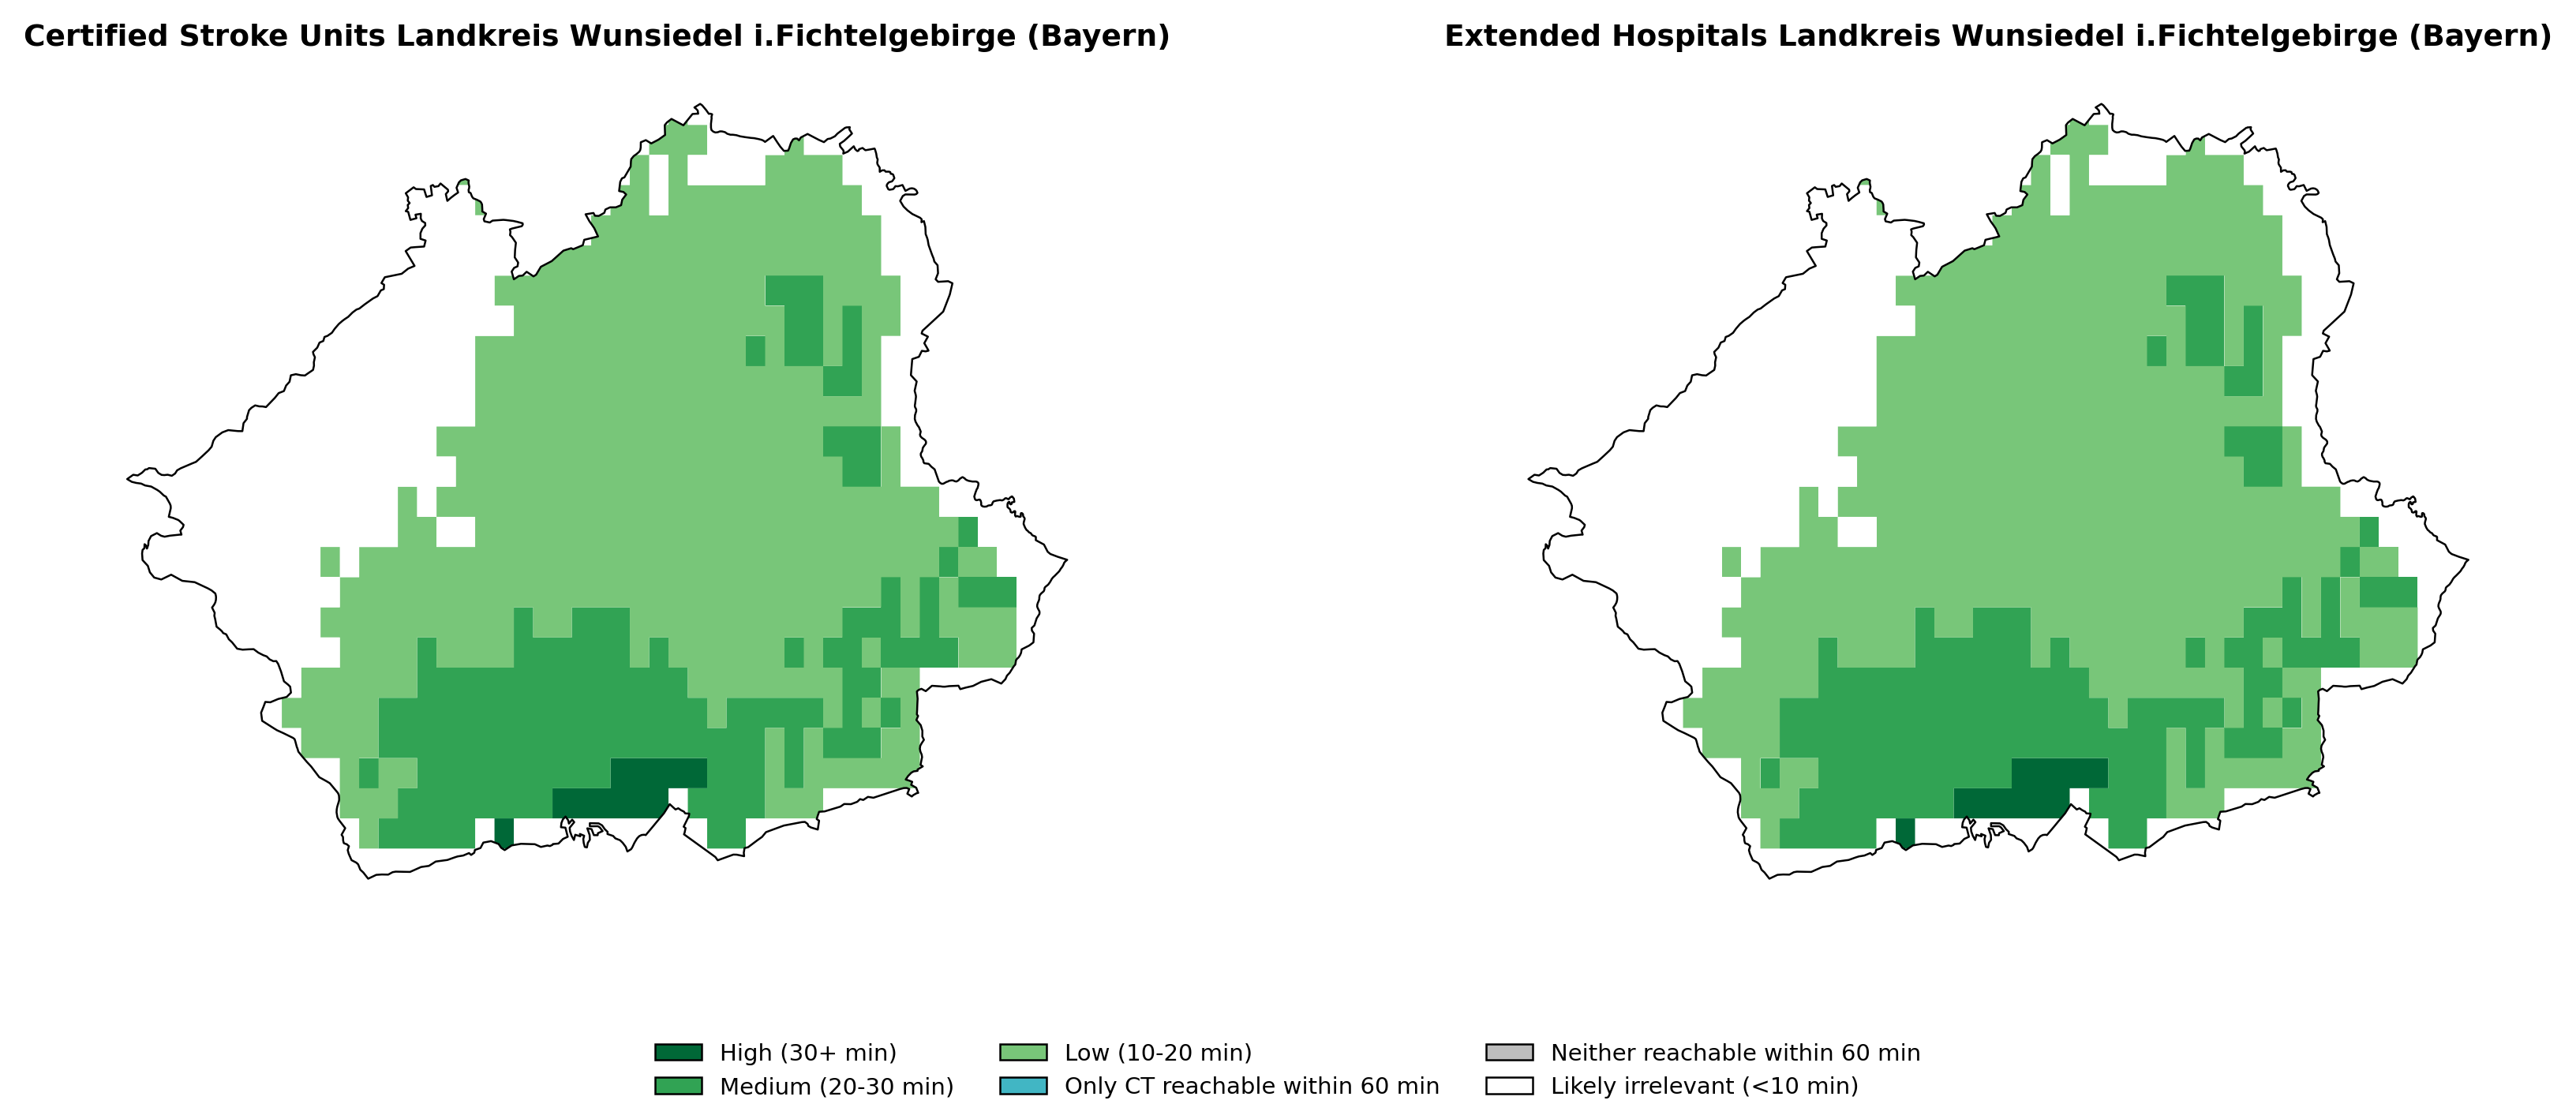 Certified Stroke Units Landkreis Wunsiedel i.Fichtelgebirge (Bayern)
Extended Hospitals Landkreis Wunsiedel i.Fichtelgebirge (Bayern)
High (30+ min)
Medium (20-30 min)
Low (10-20 min)
Only CT reachable within 60 min
Neither reachable within 60 min
Likely irrelevant (<10 min)